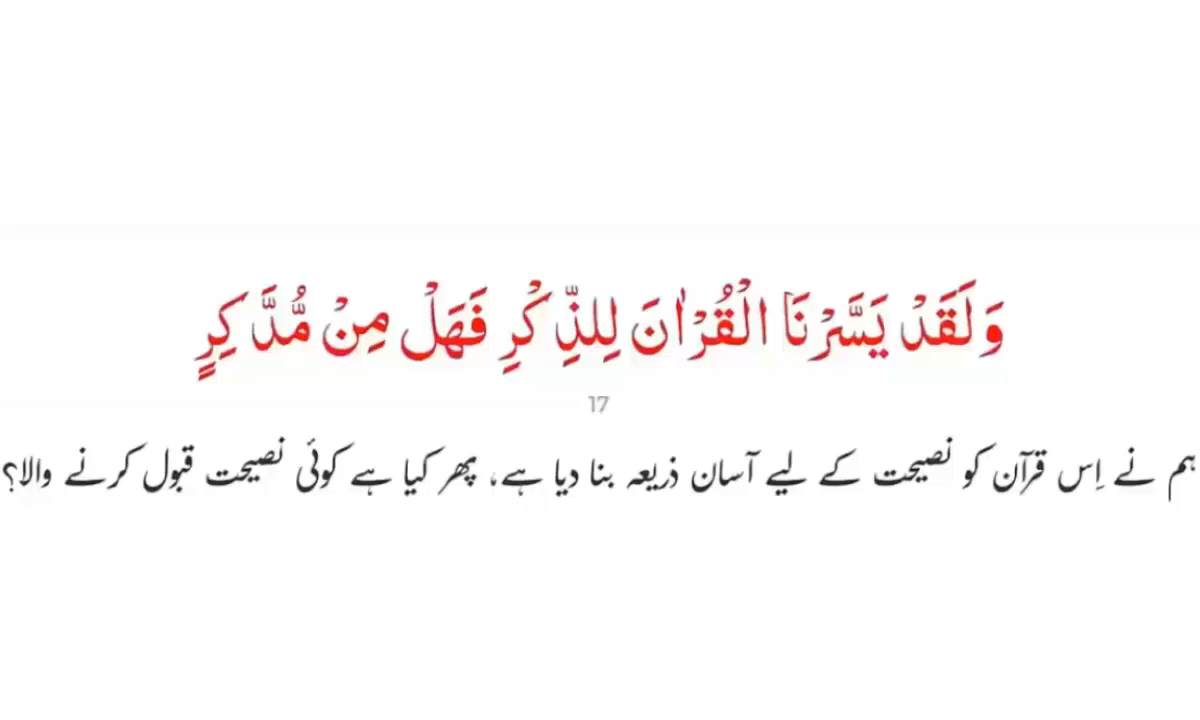 وَلَقَدْ يَسَّرْنَا الْقُرْاٰنَ لِلذِّكْرِ فَهَلْ مِنْ مُّدَّكِرٍ
17
ہم نے اِس قرآن کو نصیحت کے لیے آسان ذریعہ بنا دیا ہے، پھر کیا ہے کوئی نصیحت قبول کرنے والا؟